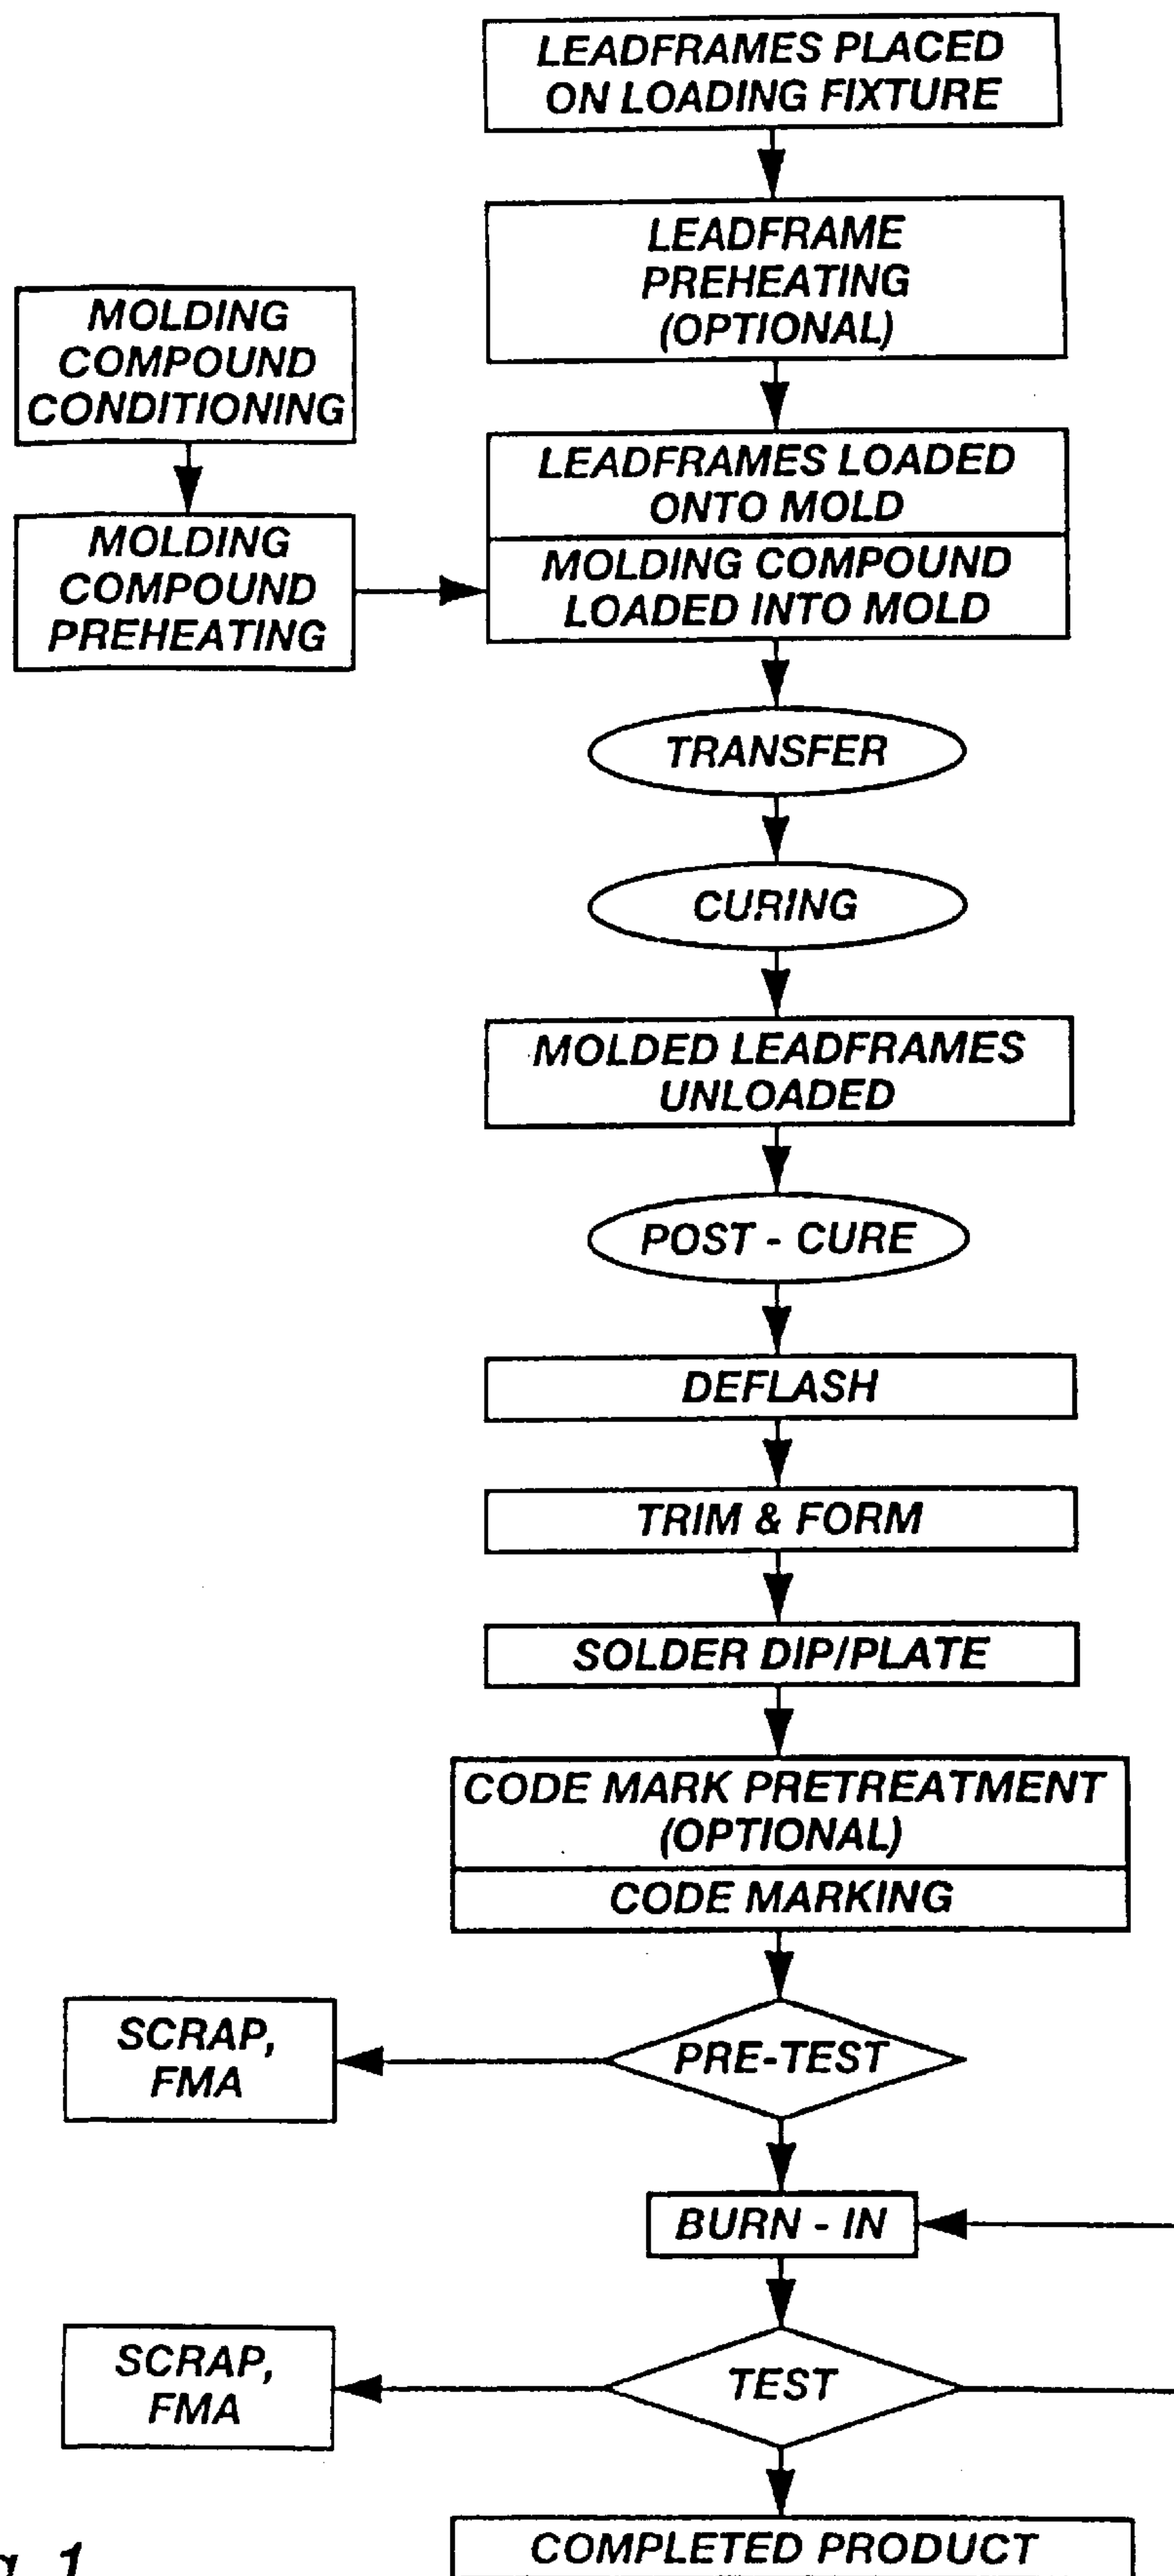 LEADFRAMES PLACED
ON LOADING FIXTURE
LEADFRAME
PREHEATING
(OPTIONAL)
MOLDING
COMPOUND
CONDITIONING
LEADFRAMES LOADED
ONTO MOLD
MOLDING
COMPOUND
PREHEATING
MOLDING COMPOUND
LOADED INTO MOLD
TRANSFER
CURING
MOLDED LEADFRAMES
UNLOADED
POST - CURE
DEFLASH
TRIM & FORM
SOLDER DIP/PLATE
CODE MARK PRETREATMENT
(OPTIONAL)
CODE MARKING
PRE-TEST
SCRAP,
FMA
BURN - IN
TEST
SCRAP,
FMA
COMPLETED PRODUCT